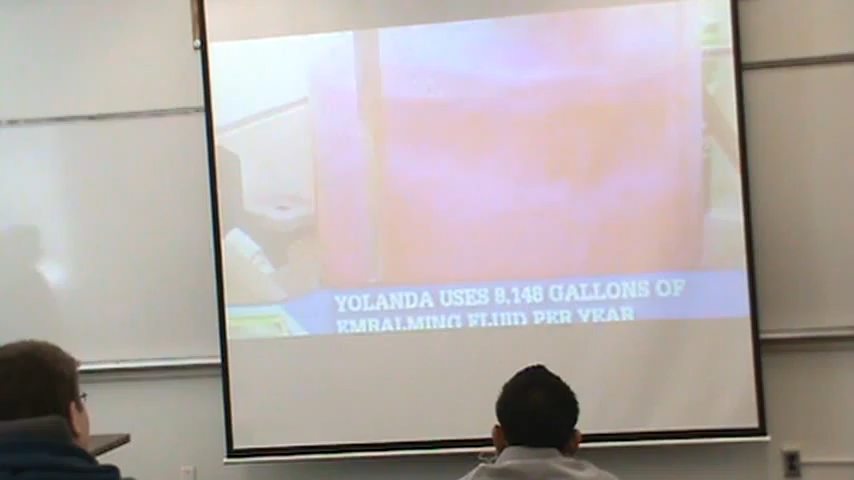 YOLANDA USES 8,148 GALLONS OF
EMBALMING FLUID PER YEAR